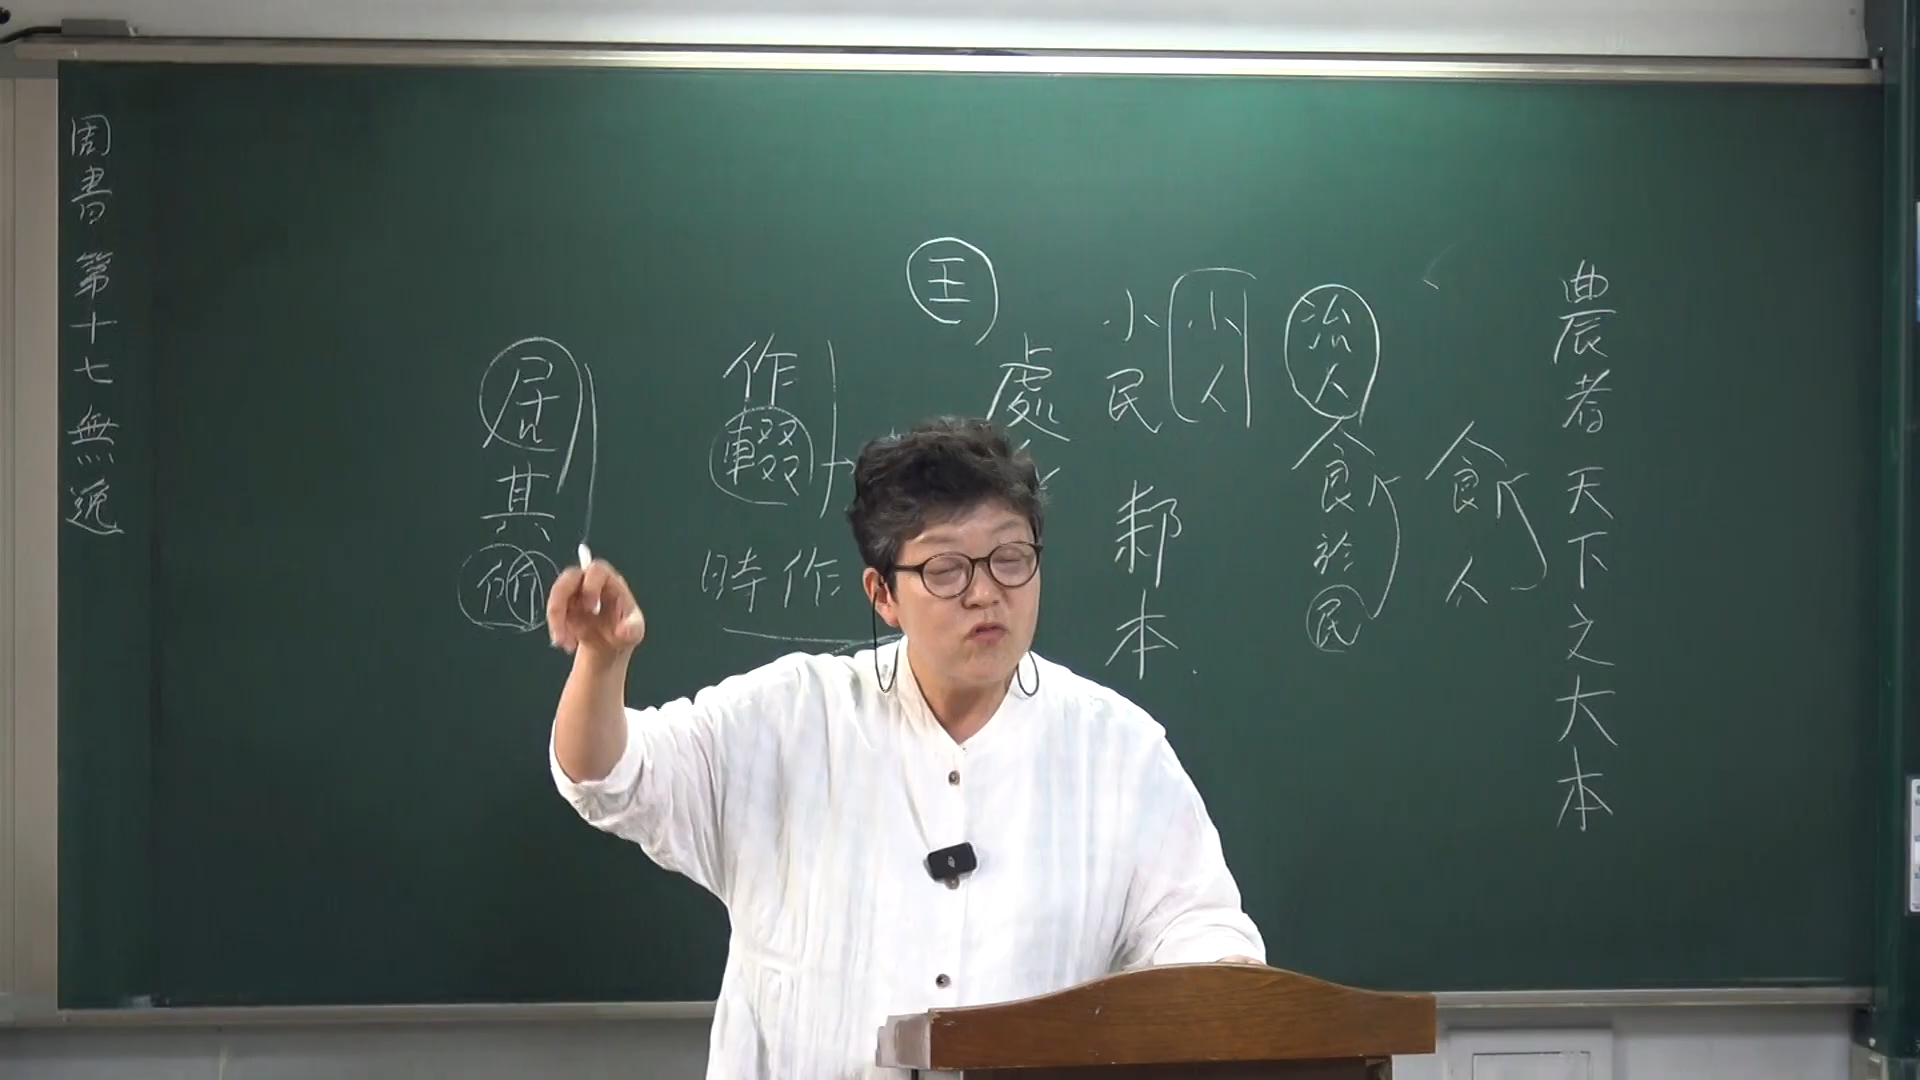 農者天下之大本
食人
治人食於民
小人
小民
邦本
王
處
作輟
時作
居其所
周書 第十七 無逸